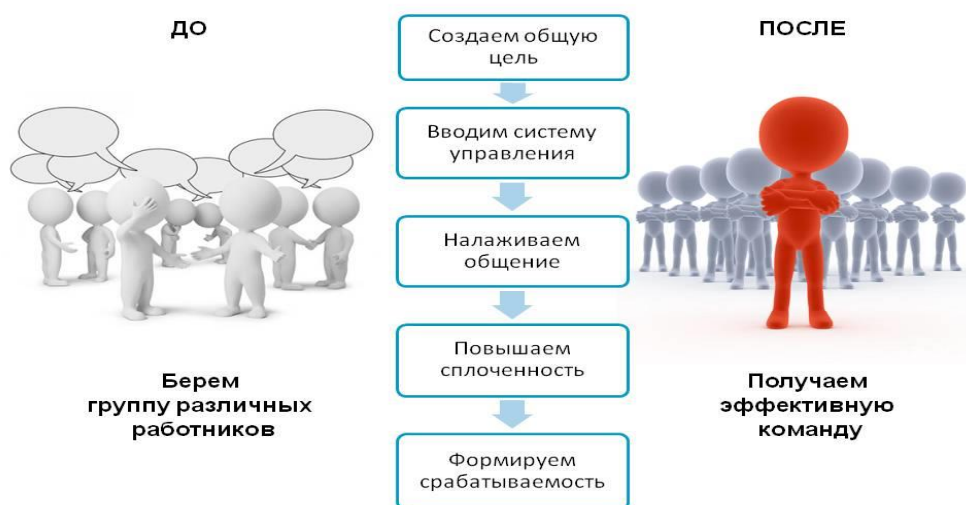 ДО
Берем
группу различных
работников
Создаем общую
цель
Вводим систему
управления
Налаживаем
общение
Повышаем
сплоченность
Формируем
срабатываемость
ПОСЛЕ
Получаем
эффективную
команду